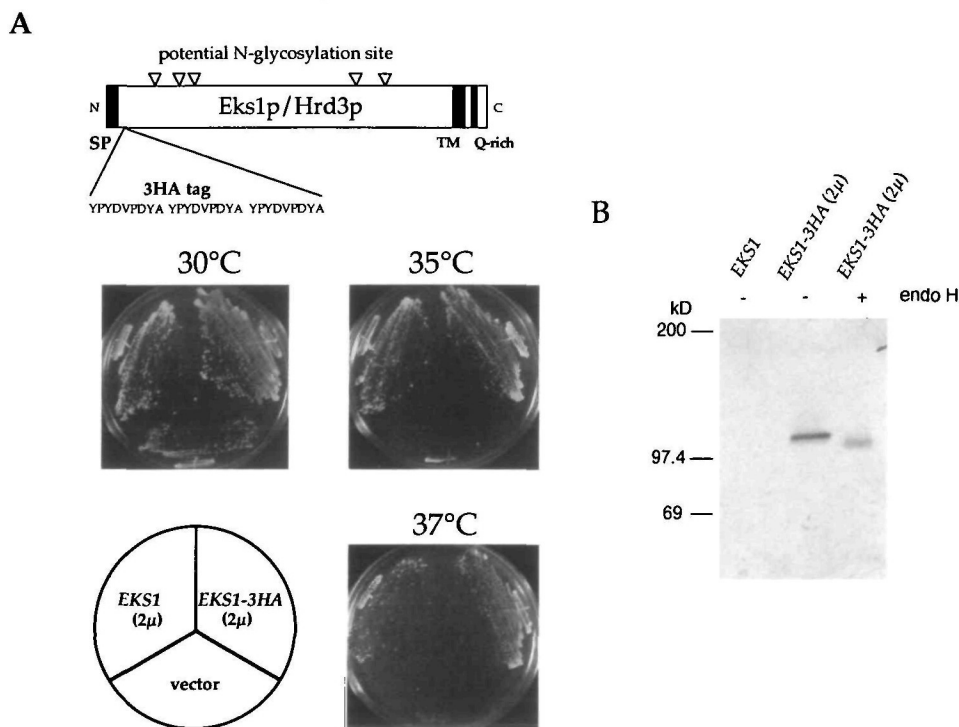 A
potential N-glycosylation site
N
Eks1p/Hrd3p
C
SP
TM
Q-rich
3HA tag
YPYDVPDYA YPYDVPDYA YPYDVPDYA
30°C
35°C
EKS1
(2μ)
EKS1-3HA
(2μ)
vector
37°C
B
EKS1
EKS1-3HA (2μ)
EKS1-3HA (2μ)
- - + endo H
kD
200
97.4
69